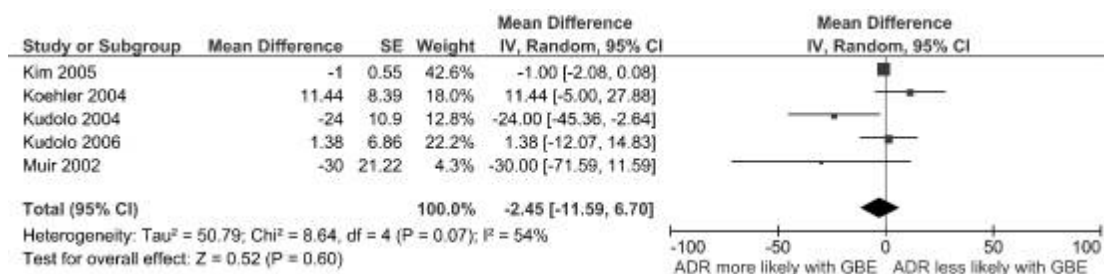 Mean Difference Mean Difference
Study or Subgroup Mean Difference SE Weight IV, Random, 95% CI IV, Random, 95% CI
Kim 2005 -1 0.55 42.6% -1.00 [-2.08, 0.08]
Koehler 2004 11.44 8.39 18.0% 11.44 [-5.00, 27.88]
Kudolo 2004 -24 10.9 12.8% -24.00 [-45.36, -2.64]
Kudolo 2006 1.38 6.86 22.2% 1.38 [-12.07, 14.83]
Muir 2002 -30 21.22 4.3% -30.00 [-71.59, 11.59]
Total (95% CI) 100.0% -2.45 [-11.59, 6.70]
Heterogeneity: Tau² = 50.79; Chi² = 8.64, df = 4 (P = 0.07); I² = 54%
Test for overall effect: Z = 0.52 (P = 0.60)
-100 -50 0 50 100
ADR more likely with GBE ADR less likely with GBE